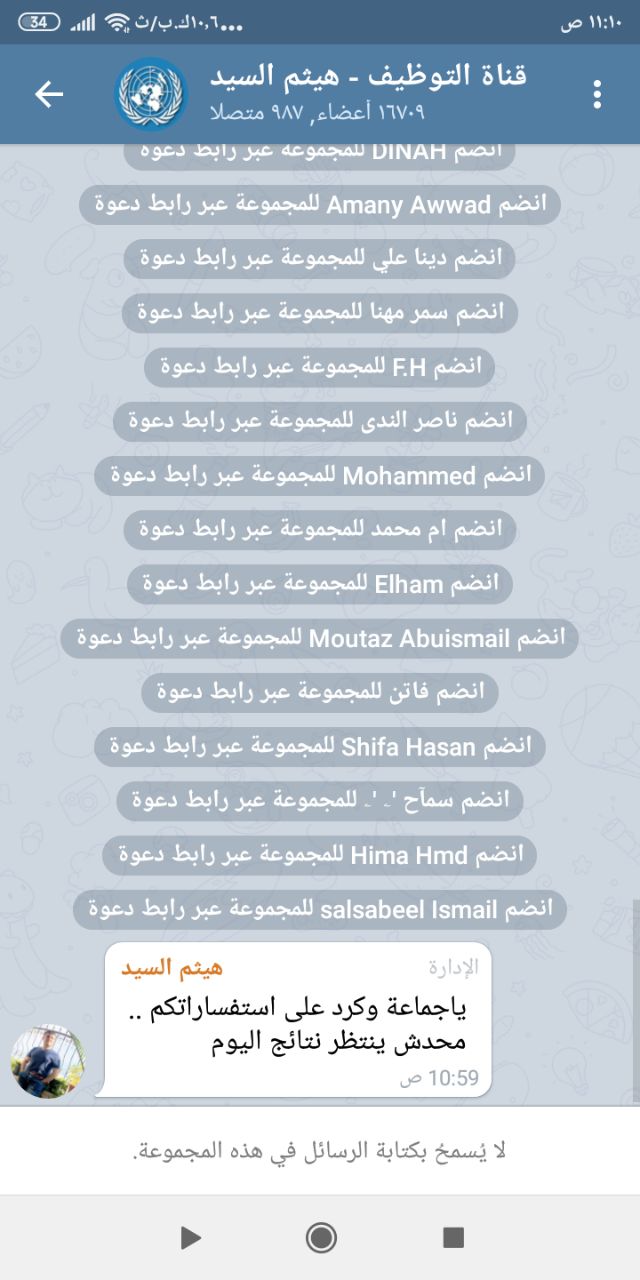 ١١:١٠ ص
...١٠,٦ك.ب/ث
34
قناة التوظيف - هيثم السيد
١٦٧٠٩ أعضاء, ٩٨٧ متصلا
انضم DINAH للمجموعة عبر رابط دعوة
انضم Amany Awwad للمجموعة عبر رابط دعوة
انضم دينا علي للمجموعة عبر رابط دعوة
انضم سمر مهنا للمجموعة عبر رابط دعوة
انضم F.H للمجموعة عبر رابط دعوة
انضم ناصر الندى للمجموعة عبر رابط دعوة
انضم Mohammed للمجموعة عبر رابط دعوة
انضم ام محمد للمجموعة عبر رابط دعوة
انضم Elham للمجموعة عبر رابط دعوة
انضم Moutaz Abuismail للمجموعة عبر رابط دعوة
انضم فاتن للمجموعة عبر رابط دعوة
انضم Shifa Hasan للمجموعة عبر رابط دعوة
انضم سمآح للمجموعة عبر رابط دعوة
انضم Hima Hmd للمجموعة عبر رابط دعوة
انضم salsabeel Ismail للمجموعة عبر رابط دعوة
هيثم السيد
الإدارة
ياجماعة وكرد على استفساراتكم ..
محدش ينتظر نتائج اليوم
10:59 ص
لا يُسمحُ بكتابة الرسائل في هذه المجموعة.